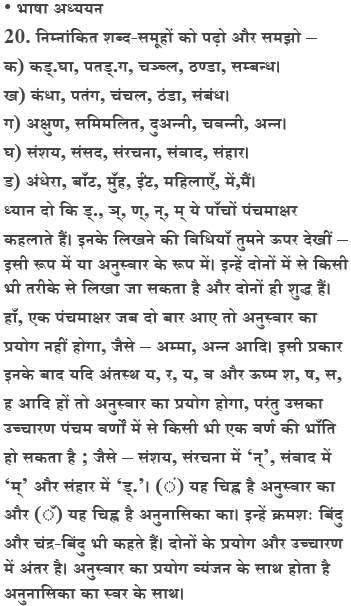 • भाषा अध्ययन
20. निम्नांकित शब्द-समूहों को पढ़ो और समझो –
क) कड़्.घा, पतड़्.ग, चञ्च्ल, ठण्डा, सम्बन्ध।
ख) कंधा, पतंग, चंचल, ठंडा, संबंध।
ग) अक्षुण, समिमलित, दुअन्नी, चवन्नी, अन्न।
घ) संशय, संसद, संरचना, संवाद, संहार।
ड) अंधेरा, बाँट, मुँह, ईंट, महिलाएँ, में,मैं।
ध्यान दो कि ड़्., ञ्, ण्, न्, म् ये पाँचों पंचमाक्षर
कहलाते हैं। इनके लिखने की विधियाँ तुमने ऊपर देखीं –
इसी रूप में या अनुस्वार के रूप में। इन्हें दोनों में से किसी
भी तरीके से लिखा जा सकता है और दोनों ही शुद्ध हैं।
हाँ, एक पंचमाक्षर जब दो बार आए तो अनुस्वार का
प्रयोग नहीं होगा, जैसे – अम्मा, अन्न आदि। इसी प्रकार
इनके बाद यदि अंतस्थ य, र, य, व और ऊष्म श, ष, स,
ह आदि हों तो अनुस्वार का प्रयोग होगा, परंतु उसका
उच्चारण पंचम वर्णों में से किसी भी एक वर्ण की भाँति
हो सकता है ; जैसे – संशय, संरचना में ‘न्’, संवाद में
‘म्’ और संहार में ‘ड़्.’। (ं) यह चिह्न है अनुस्वार का
और (ँ) यह चिह्न है अनुनासिका का। इन्हें क्रमशः बिंदु
और चंद्र-बिंदु भी कहते हैं। दोनों के प्रयोग और उच्चारण
में अंतर है। अनुस्वार का प्रयोग व्यंजन के साथ होता है
अनुनासिका का स्वर के साथ।